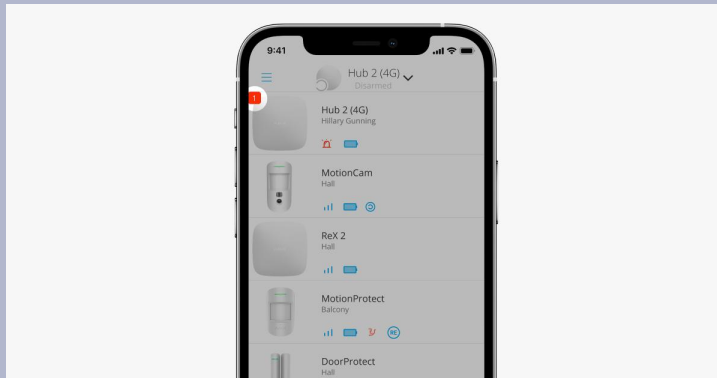 9:41
Hub 2 (4G)
Disarmed
1
Hub 2 (4G)
Hillary Gunning
MotionCam
Hall
ReX 2
Hall
MotionProtect
Balcony
RE
DoorProtect
Hall